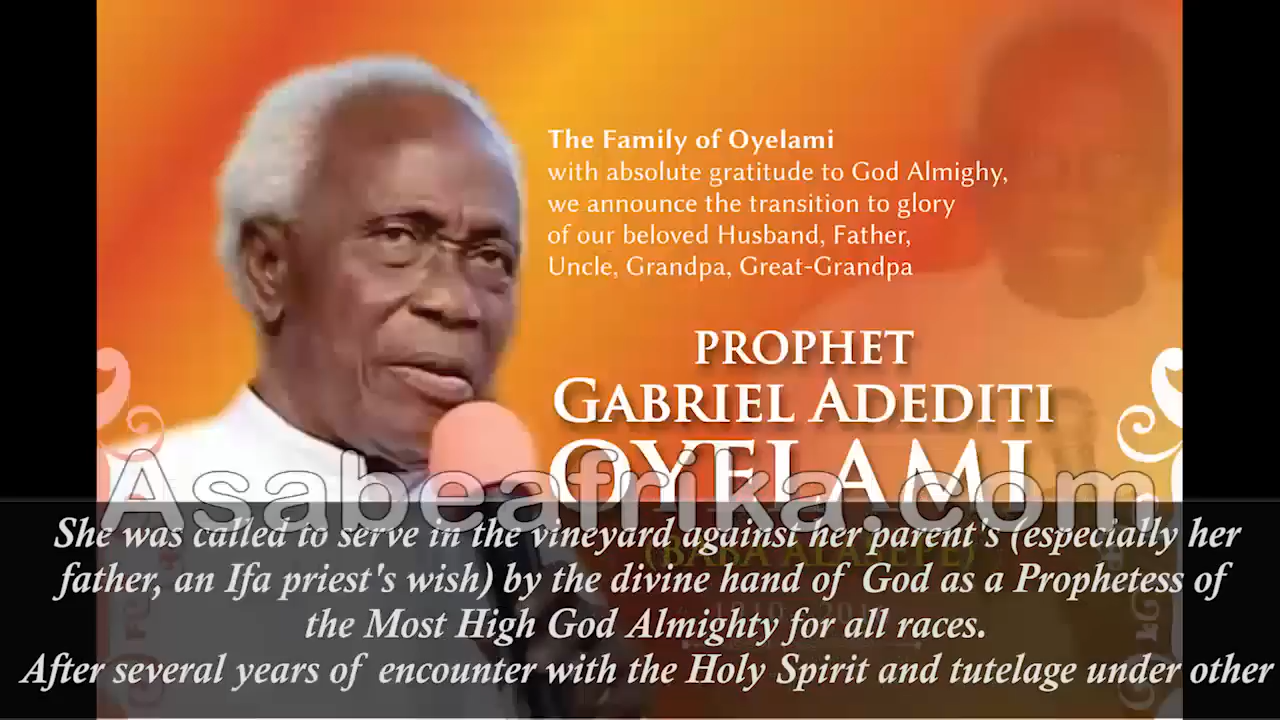 The Family of Oyelami
with absolute gratitude to God Almighy,
we announce the transition to glory
of our beloved Husband, Father,
Uncle, Grandpa, Great-Grandpa
PROPHET
GABRIEL ADEDITI
OYELAMI
Asabeafrika.com
(BABA ALASEPE)
She was called to serve in the vineyard against her parent's (especially her
father, an Ifa priest's wish) by the divine hand of God as a Prophetess of
the Most High God Almighty for all races.
After several years of encounter with the Holy Spirit and tutelage under other